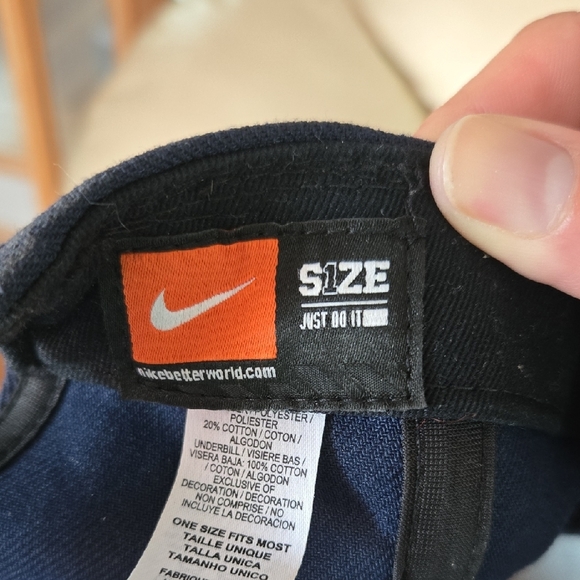 S1ZE
JUST DO IT
nikebetterworld.com
POLYESTER /
POLIESTER
20% COTTON / COTON /
ALGODON
UNDERBILL / VISIERE BAS /
VISERA BAJA: 100% COTTON
/ COTON / ALGODON
EXCLUSIVE OF
DECORATION / DECORATION
NON COMPRISE / NO
INCLUYE LA DECORACION
ONE SIZE FITS MOST
TAILLE UNIQUE
TALLA UNICA
TAMANHO UNICO